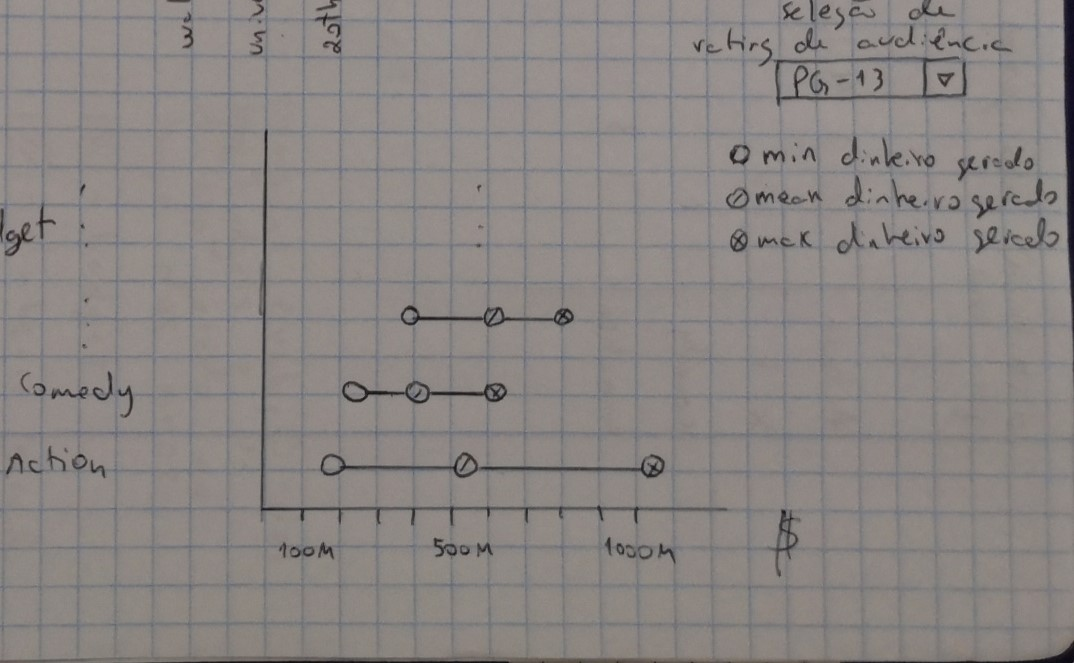 seleção de
rating de audiência
PG-13
min dinheiro gerado
mean dinheiro gerado
max dinheiro gerado
Comedy
Action
100M 500M 1000M $